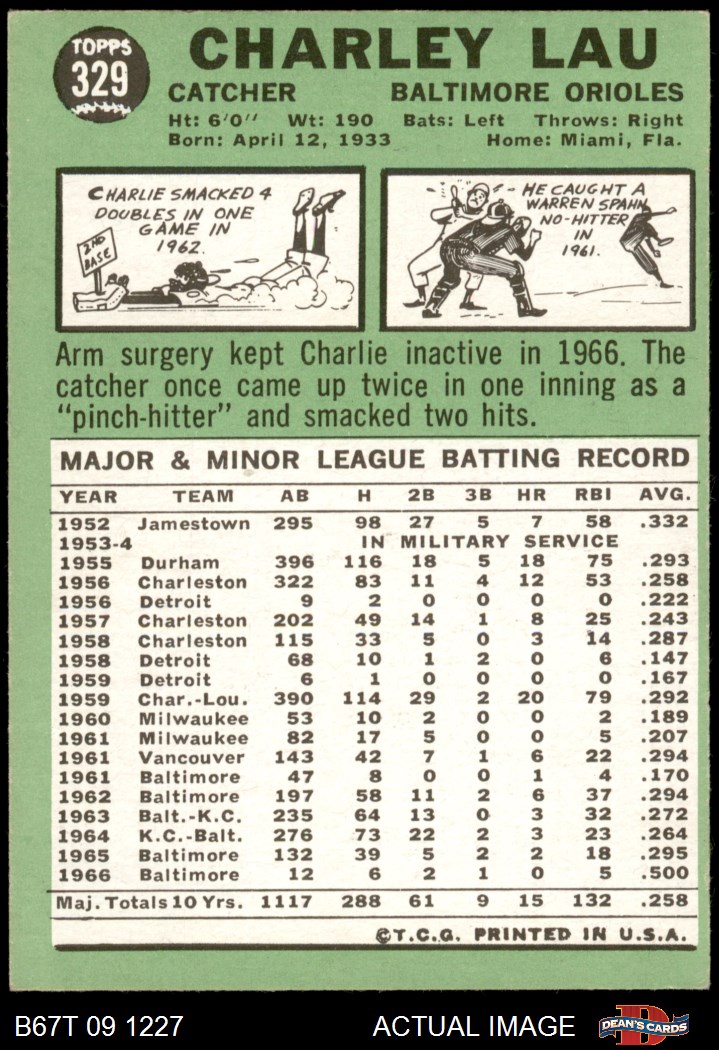 TOPPS
329
CHARLEY LAU
CATCHER BALTIMORE ORIOLES
Ht: 6'0" Wt: 190 Bats: Left Throws: Right
Born: April 12, 1933 Home: Miami, Fla.
CHARLIE SMACKED 4
DOUBLES IN ONE
GAME IN
1962.
2ND
BASE
HE CAUGHT A
WARREN SPAHN
NO-HITTER
IN
1961.
Arm surgery kept Charlie inactive in 1966. The
catcher once came up twice in one inning as a
"pinch-hitter" and smacked two hits.
MAJOR & MINOR LEAGUE BATTING RECORD
YEAR TEAM AB H 2B 3B HR RBI AVG.
1952 Jamestown 295 98 27 5 7 58 .332
1953-4 IN MILITARY SERVICE
1955 Durham 396 116 18 5 18 75 .293
1956 Charleston 322 83 11 4 12 53 .258
1956 Detroit 9 2 0 0 0 0 .222
1957 Charleston 202 49 14 1 8 25 .243
1958 Charleston 115 33 5 0 3 14 .287
1958 Detroit 68 10 1 2 0 6 .147
1959 Detroit 6 1 0 0 0 0 .167
1959 Char.-Lou. 390 114 29 2 20 79 .292
1960 Milwaukee 53 10 2 0 0 2 .189
1961 Milwaukee 82 17 5 0 0 5 .207
1961 Vancouver 143 42 7 1 6 22 .294
1961 Baltimore 47 8 0 0 1 4 .170
1962 Baltimore 197 58 11 2 6 37 .294
1963 Balt.-K.C. 235 64 13 0 3 32 .272
1964 K.C.-Balt. 276 73 22 2 3 23 .264
1965 Baltimore 132 39 5 2 2 18 .295
1966 Baltimore 12 6 2 1 0 5 .500
Maj. Totals 10 Yrs. 1117 288 61 9 15 132 .258
©T.C.G. PRINTED IN U.S.A.
B67T 09 1227 ACTUAL IMAGE D DEAN'S CARDS